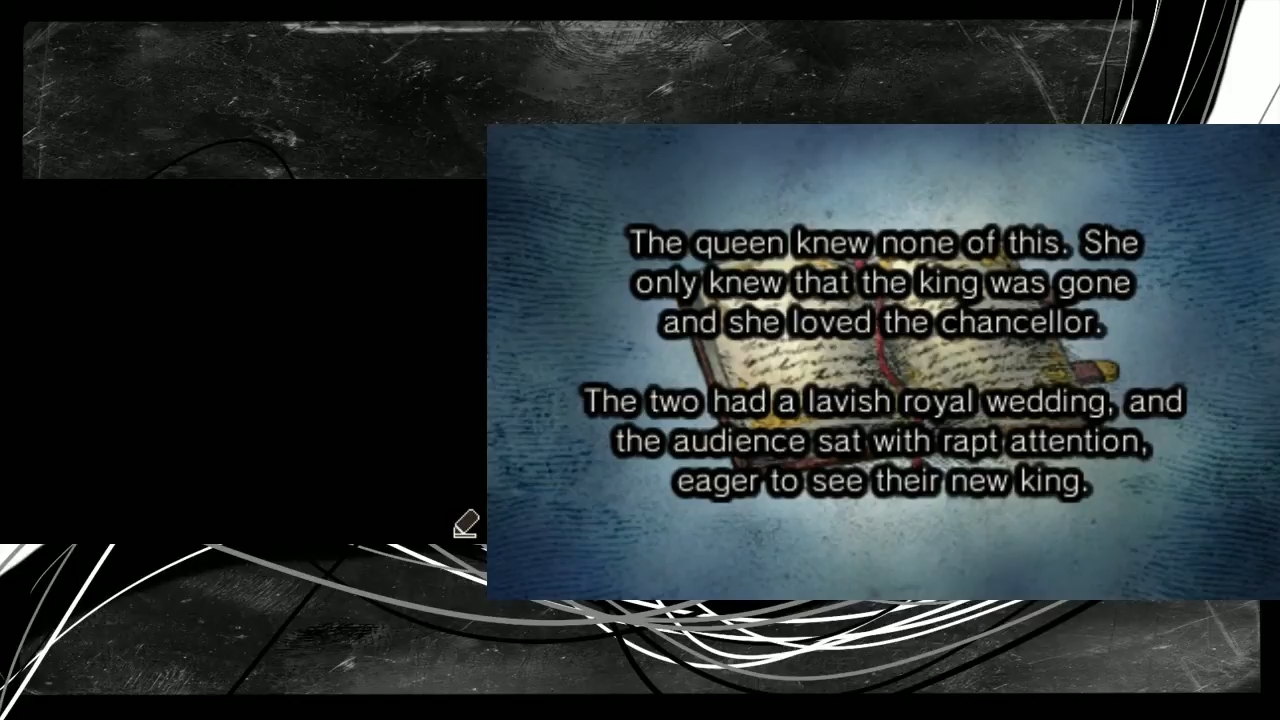 The queen knew none of this. She
only knew that the king was gone
and she loved the chancellor.
The two had a lavish royal wedding, and
the audience sat with rapt attention,
eager to see their new king.